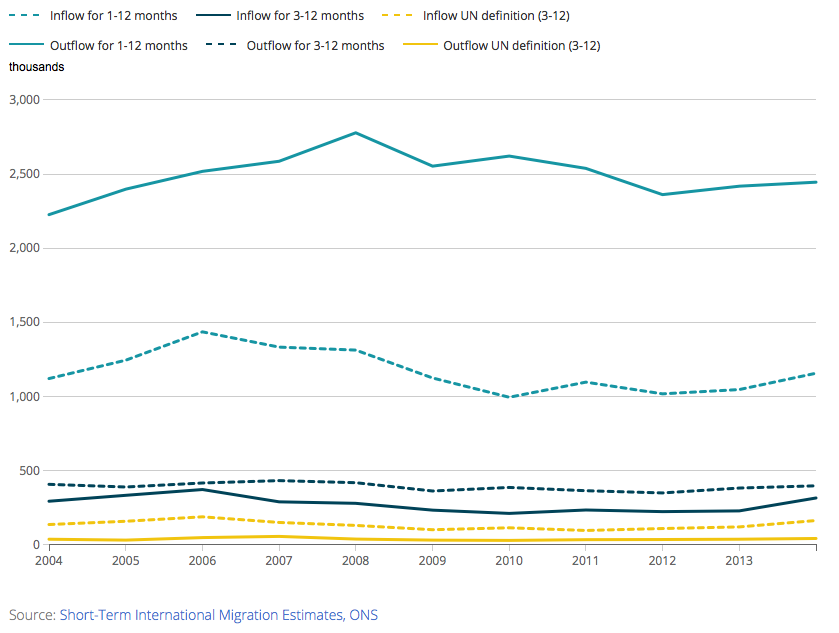 Inflow for 1-12 months Inflow for 3-12 months Inflow UN definition (3-12)
Outflow for 1-12 months Outflow for 3-12 months Outflow UN definition (3-12)
thousands
3,000
2,500
2,000
1,500
1,000
500
0
2004 2005 2006 2007 2008 2009 2010 2011 2012 2013
Source: Short-Term International Migration Estimates, ONS